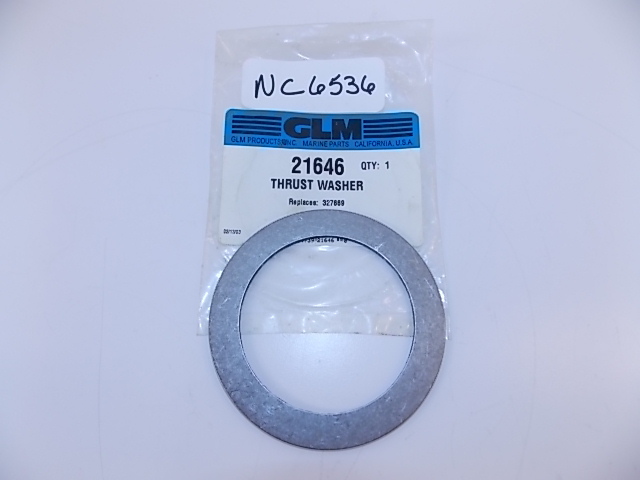 NC6536
GLM
GLM PRODUCTS INC. MARINE PARTS CALIFORNIA, U.S.A
21646 QTY: 1
THRUST WASHER
Replaces: 327669